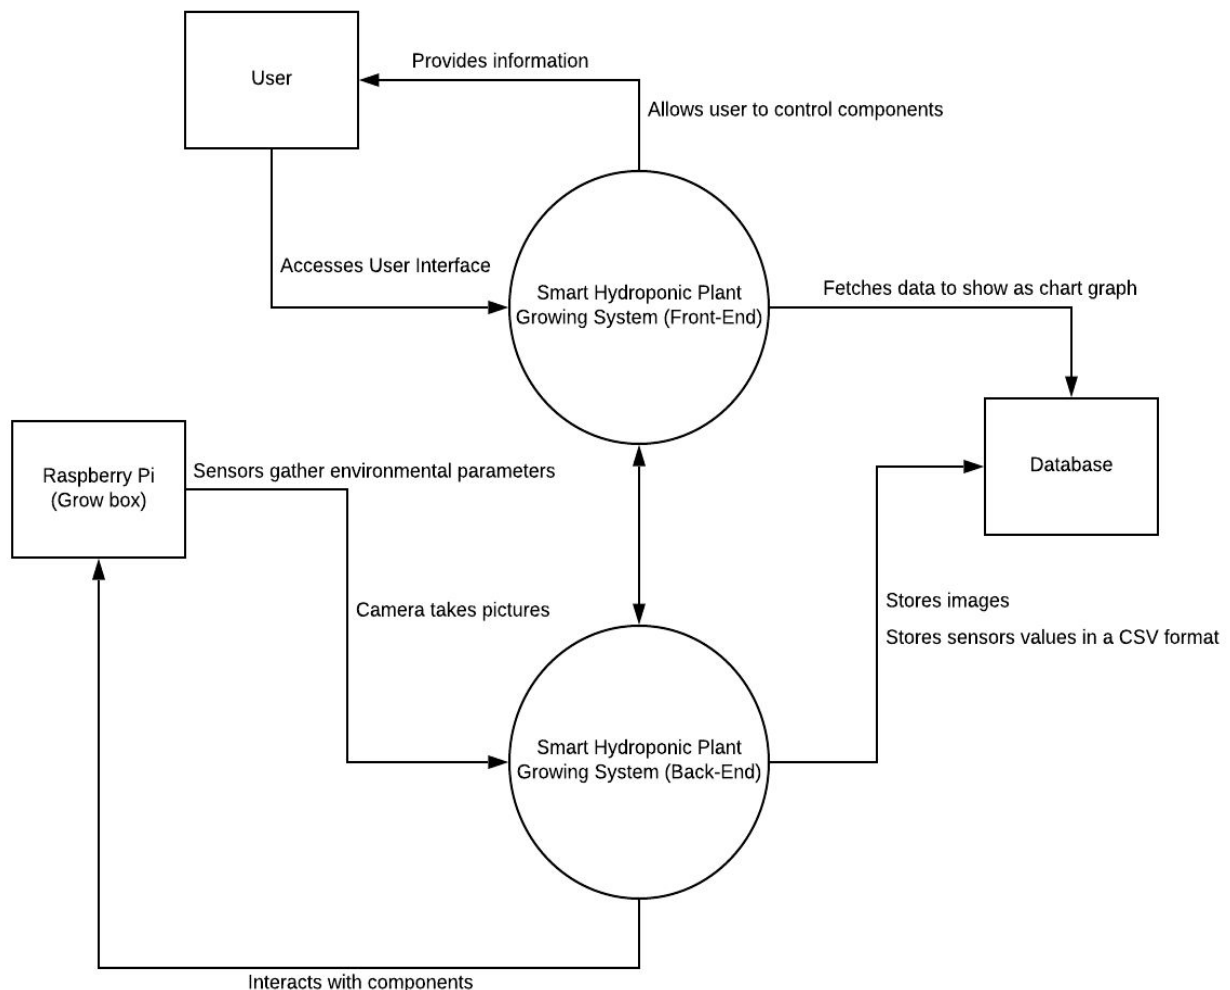 User
Provides information
Allows user to control components
Accesses User Interface
Smart Hydroponic Plant
Growing System (Front-End)
Fetches data to show as chart graph
Raspberry Pi
(Grow box)
Sensors gather environmental parameters
Database
Camera takes pictures
Stores images
Stores sensors values in a CSV format
Smart Hydroponic Plant
Growing System (Back-End)
Interacts with components